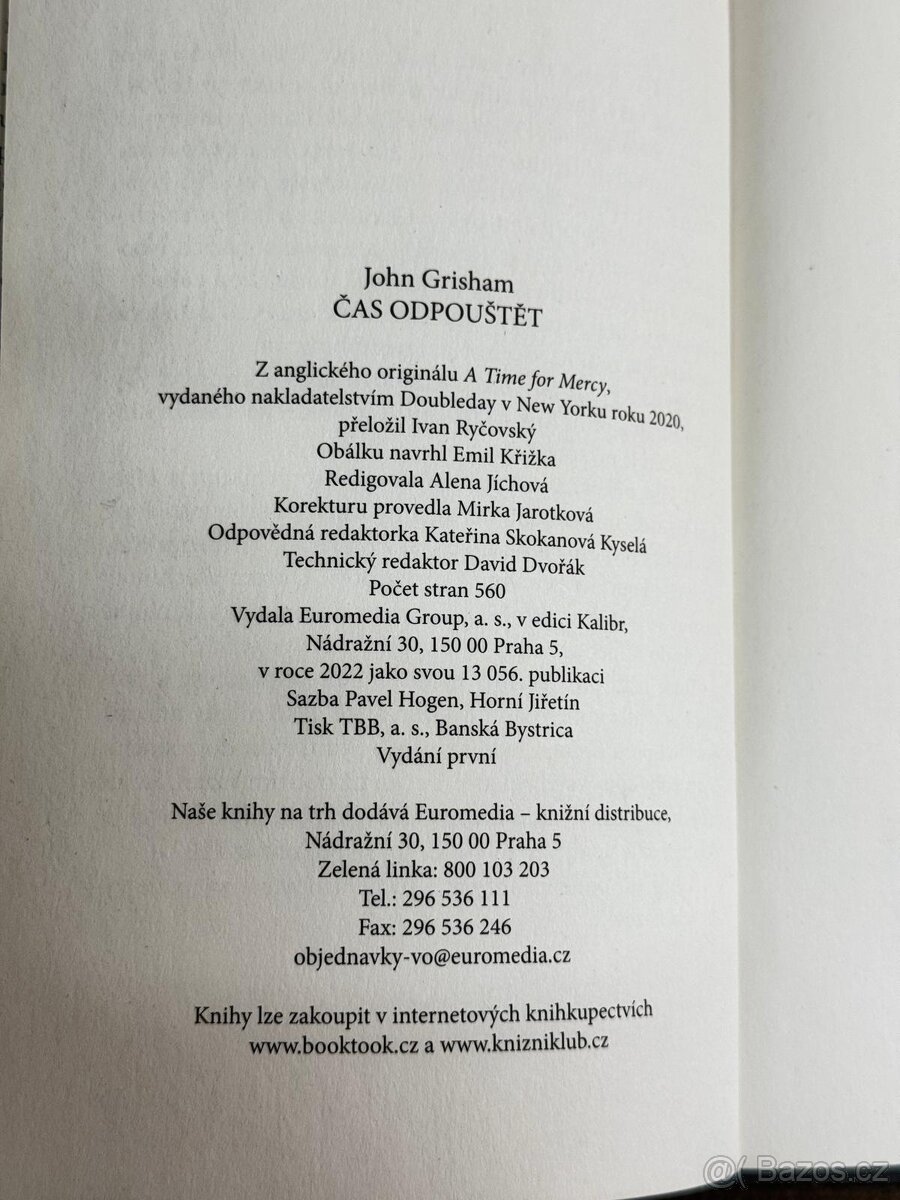 John Grisham
ČAS ODPOUŠTĚT
Z anglického originálu A Time for Mercy,
vydaného nakladatelstvím Doubleday v New Yorku roku 2020,
přeložil Ivan Ryčovský
Obálku navrhl Emil Křižka
Redigovala Alena Jíchová
Korekturu provedla Mirka Jarotková
Odpovědná redaktorka Kateřina Skokanová Kyselá
Technický redaktor David Dvořák
Počet stran 560
Vydala Euromedia Group, a. s., v edici Kalibr,
Nádražní 30, 150 00 Praha 5,
v roce 2022 jako svou 13 056. publikaci
Sazba Pavel Hogen, Horní Jiřetín
Tisk TBB, a. s., Banská Bystrica
Vydání první
Naše knihy na trh dodává Euromedia – knižní distribuce,
Nádražní 30, 150 00 Praha 5
Zelená linka: 800 103 203
Tel.: 296 536 111
Fax: 296 536 246
objednavky-vo@euromedia.cz
Knihy lze zakoupit v internetových knihkupectvích
www.booktook.cz a www.knizniklub.cz
@( Bazos.cz